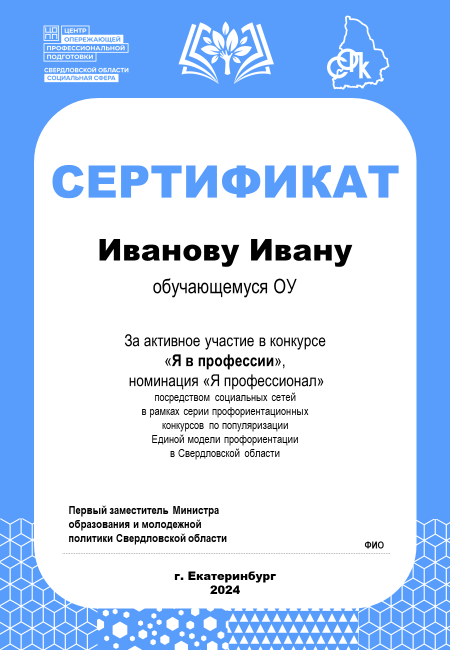 ЦЕНТР
ОПЕРЕЖАЮЩЕЙ
ПРОФЕССИОНАЛЬНОЙ
ПОДГОТОВКИ
СВЕРДЛОВСКОЙ ОБЛАСТИ
СОЦИАЛЬНАЯ СФЕРА
СОПК
СЕРТИФИКАТ
Иванову Ивану
обучающемуся ОУ
За активное участие в конкурсе
«Я в профессии»,
номинация «Я профессионал»
посредством социальных сетей
в рамках серии профориентационных
конкурсов по популяризации
Единой модели профориентации
в Свердловской области
Первый заместитель Министра
образования и молодежной
политики Свердловской области
ФИО
г. Екатеринбург
2024